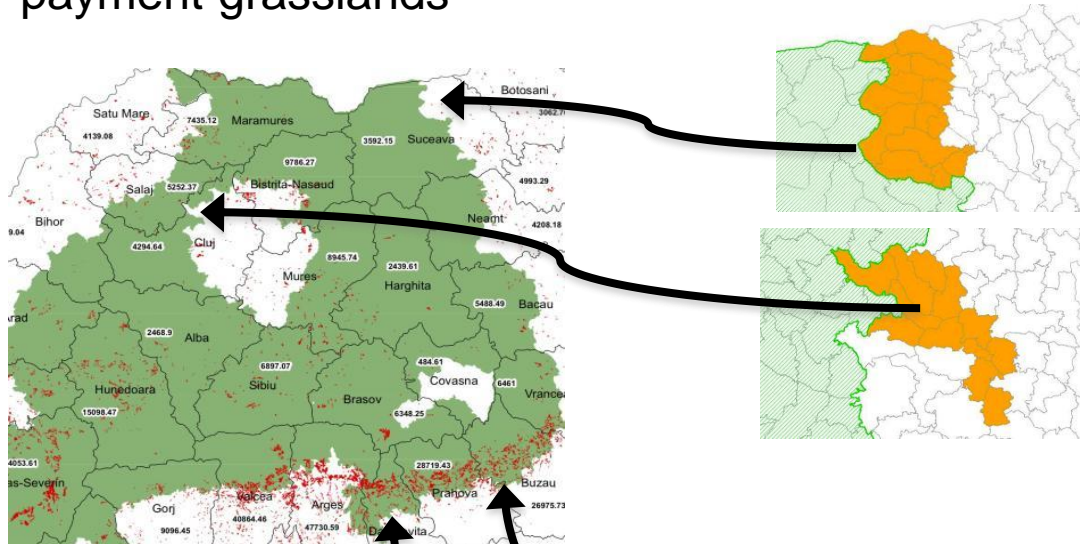 payment grasslands
Botosani
Satu Mare
7435.12
Maramures
4139.08
3592.15
Suceava
9786.27
Salaj
5252.37
Bistrita-Nasaud
4993.29
Bihor
Neamt
4208.18
9.04
4294.64
Cluj
8945.74
2439.61
Mures
Harghita
5488.49
Bacau
rad
2468.9
Alba
484.61
6897.07
Covasna
6461
Hunedoara
Sibiu
Brasov
Vrancea
15098.47
6348.25
4053.61
28719.43
as-Severin
Buzau
Valcea
Prahova
Gorj
Arges
26975.73
40864.46
9096.45
47730.59